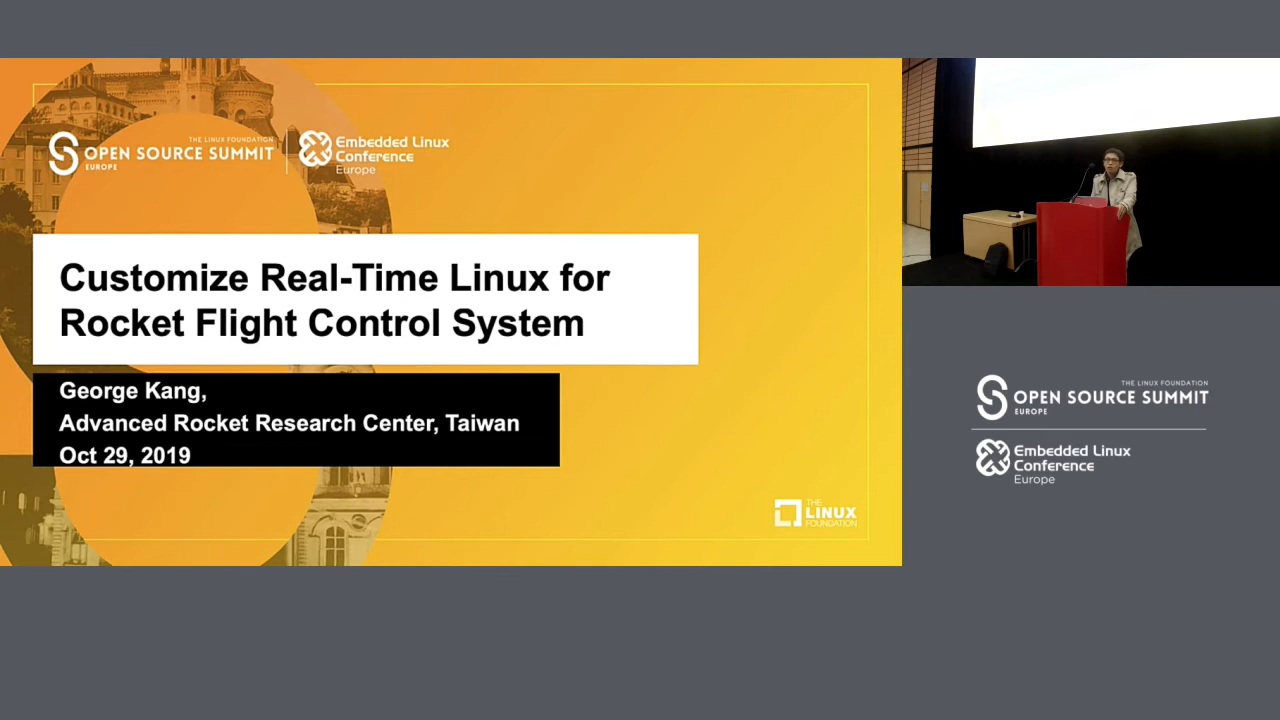 THE LINUX FOUNDATION
OPEN SOURCE SUMMIT
EUROPE
Embedded Linux
Conference
Europe
Customize Real-Time Linux for
Rocket Flight Control System
George Kang,
Advanced Rocket Research Center, Taiwan
Oct 29, 2019
THE
LINUX
FOUNDATION
THE LINUX FOUNDATION
OPEN SOURCE SUMMIT
EUROPE
Embedded Linux
Conference
Europe